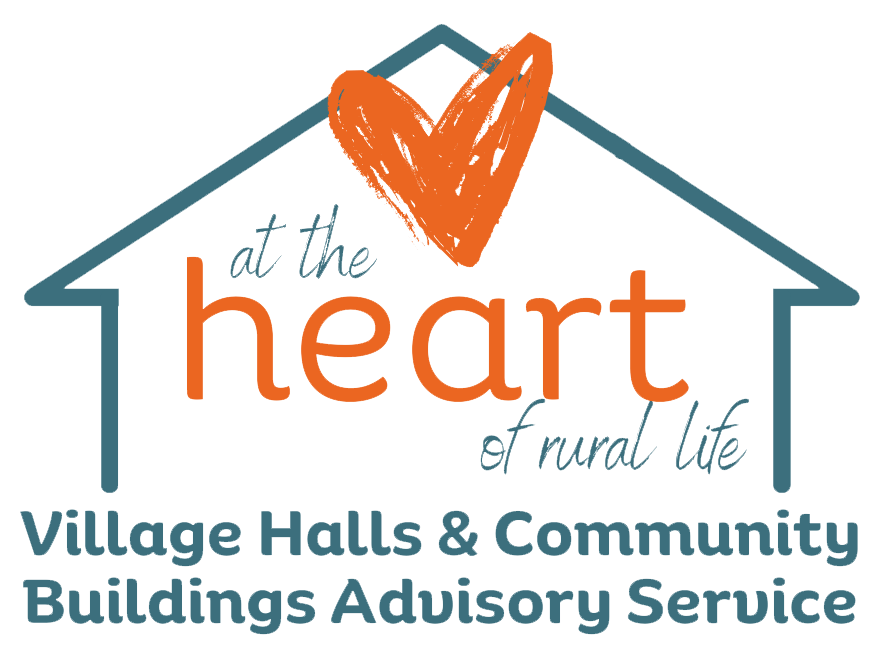 at the
heart
of rural life
Village Halls & Community
Buildings Advisory Service